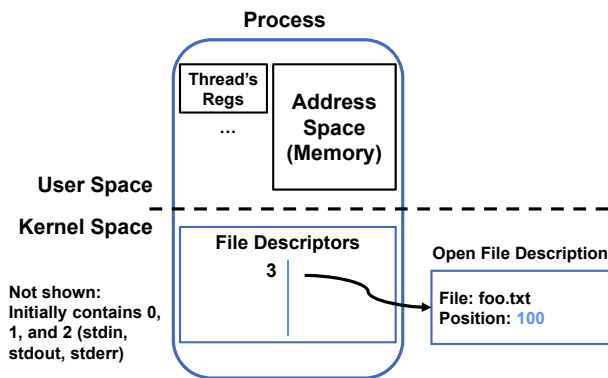 Process
Thread's
Regs
...
Address
Space
(Memory)
User Space
Kernel Space
File Descriptors
3
Open File Description
File: foo.txt
Position: 100
Not shown:
Initially contains 0,
1, and 2 (stdin,
stdout, stderr)